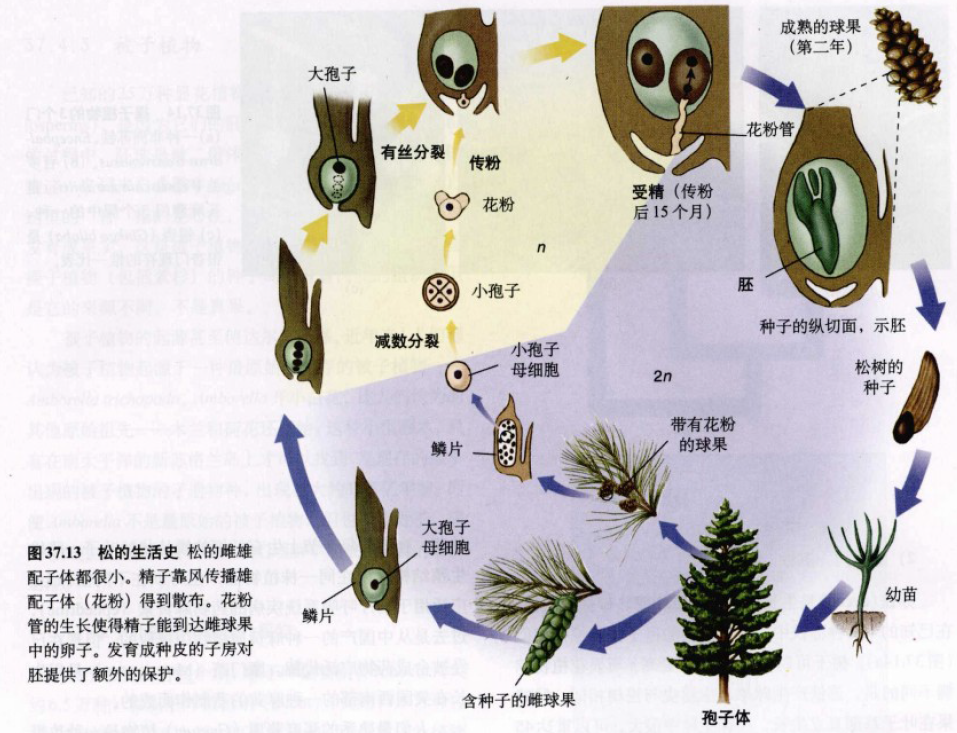 成熟的球果
(第二年)
大孢子
花粉管
有丝分裂
传粉
受精（传粉
后15个月）
花粉
n
胚
小孢子
种子的纵切面，示胚
减数分裂
小孢子
母细胞
2n
松树的
种子
带有花粉
的球果
鳞片
大孢子
母细胞
图37.13 松的生活史 松的雌雄
配子体都很小。精子靠风传播雄
配子体（花粉）得到散布。花粉
管的生长使得精子能到达雌球果
中的卵子。发育成种皮的子房对
胚提供了额外的保护。
幼苗
鳞片
含种子的雌球果
孢子体